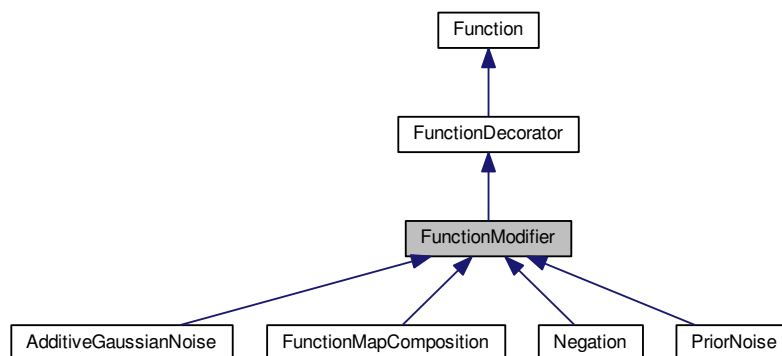 Function
FunctionDecorator
FunctionModifier
AdditiveGaussianNoise FunctionMapComposition Negation PriorNoise